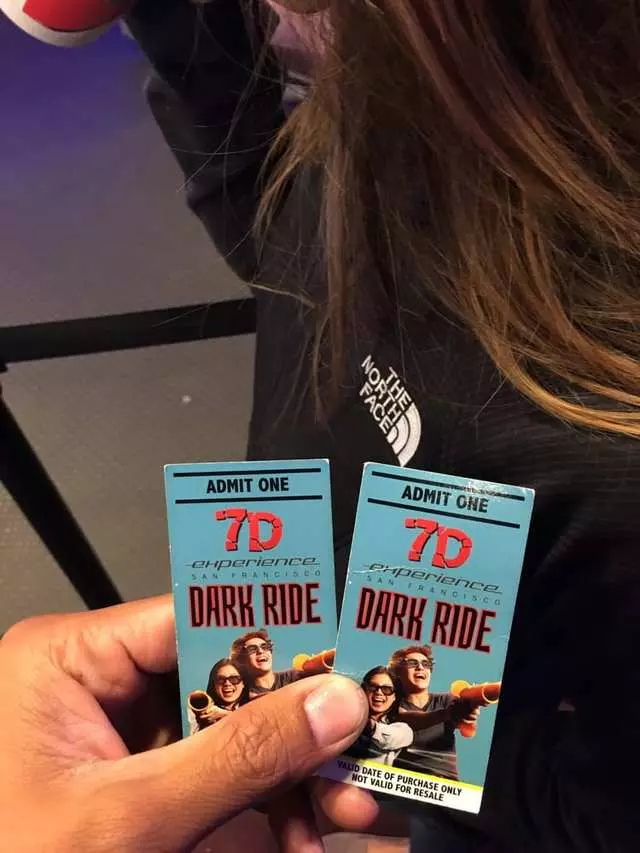 THE
NORTH
FACE
ADMIT ONE
7D
experience
SAN FRANCISCO
DARK RIDE
ADMIT ONE
7D
experience
SAN FRANCISCO
DARK RIDE
VALID DATE OF PURCHASE ONLY
NOT VALID FOR RESALE